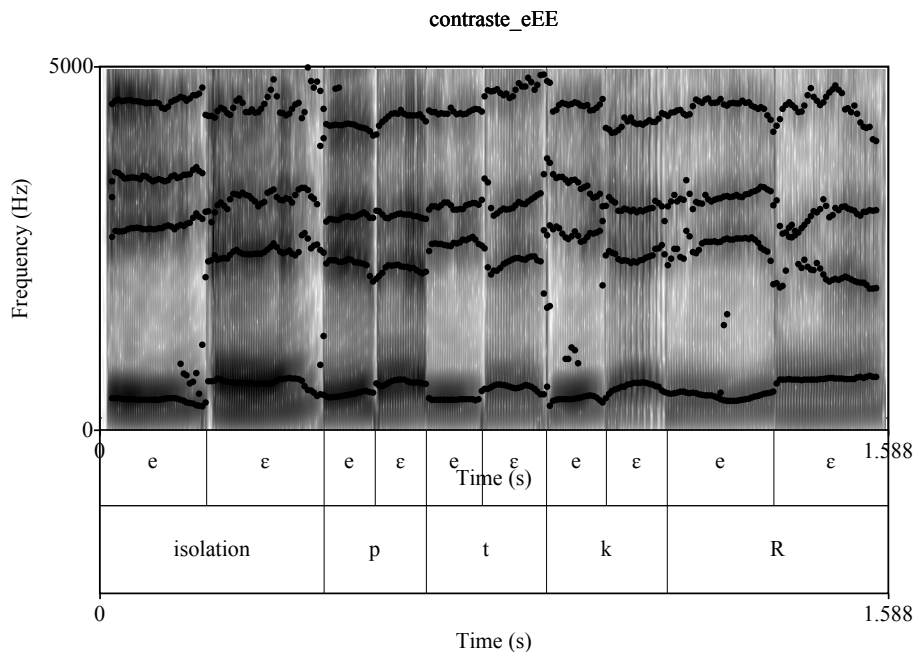 contraste_eEE
5000
Frequency (Hz)
0
0 1.588
e ε e ε e ε e ε e ε
Time (s)
isolation p t k R
0 1.588
Time (s)